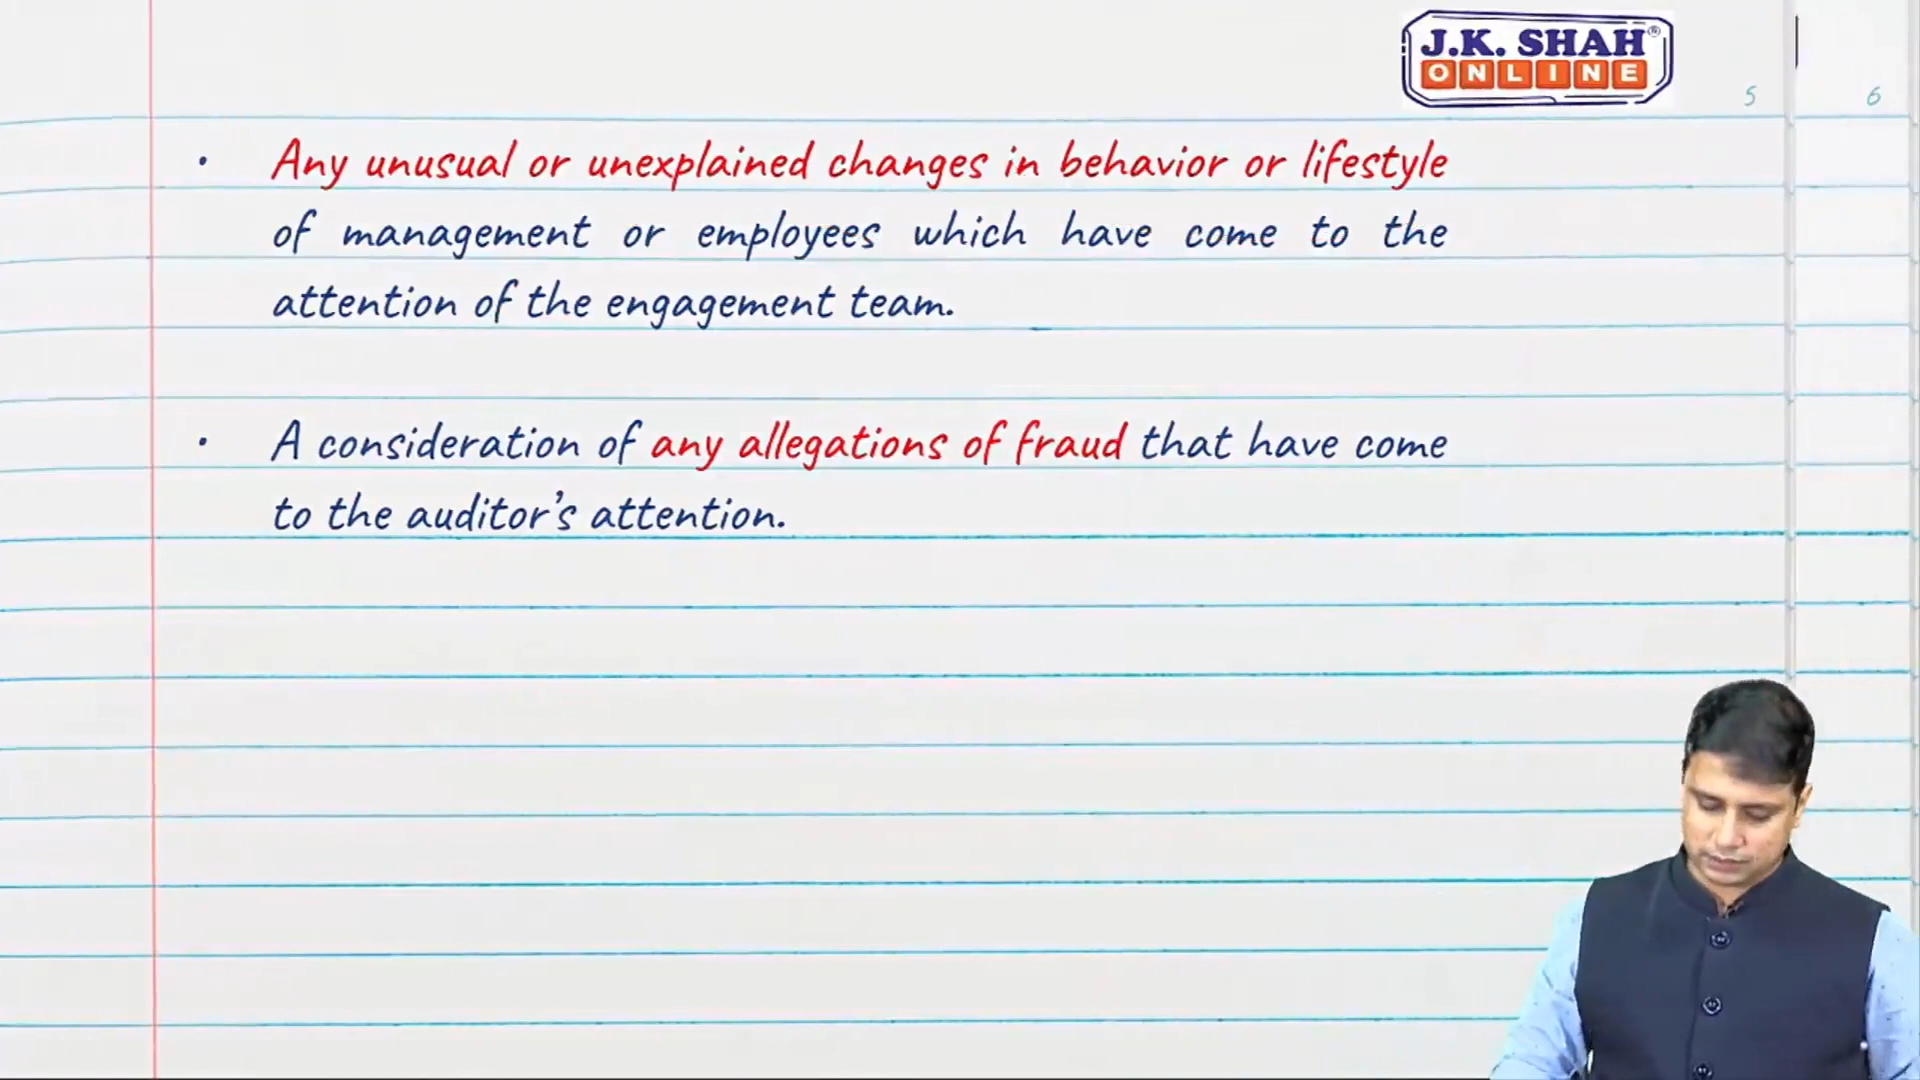 J.K. SHAH®
ONLINE
5 6
• Any unusual or unexplained changes in behavior or lifestyle
of management or employees which have come to the
attention of the engagement team.
• A consideration of any allegations of fraud that have come
to the auditor's attention.